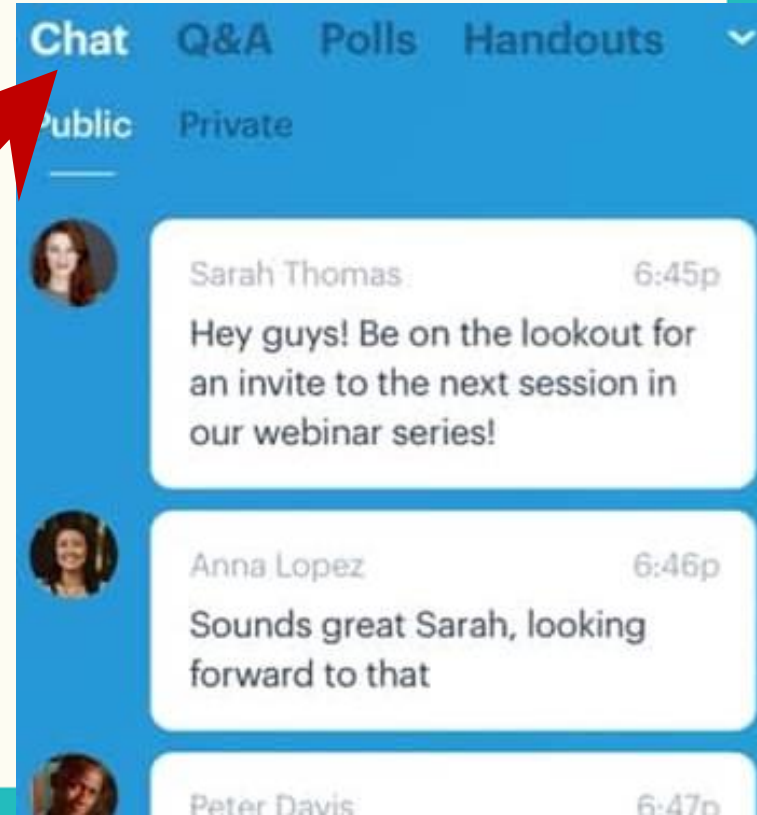 Chat Q&A Polls Handouts
Public Private
Sarah Thomas 6:45p
Hey guys! Be on the lookout for
an invite to the next session in
our webinar series!
Anna Lopez 6:46p
Sounds great Sarah, looking
forward to that
Peter Davis 6:47p